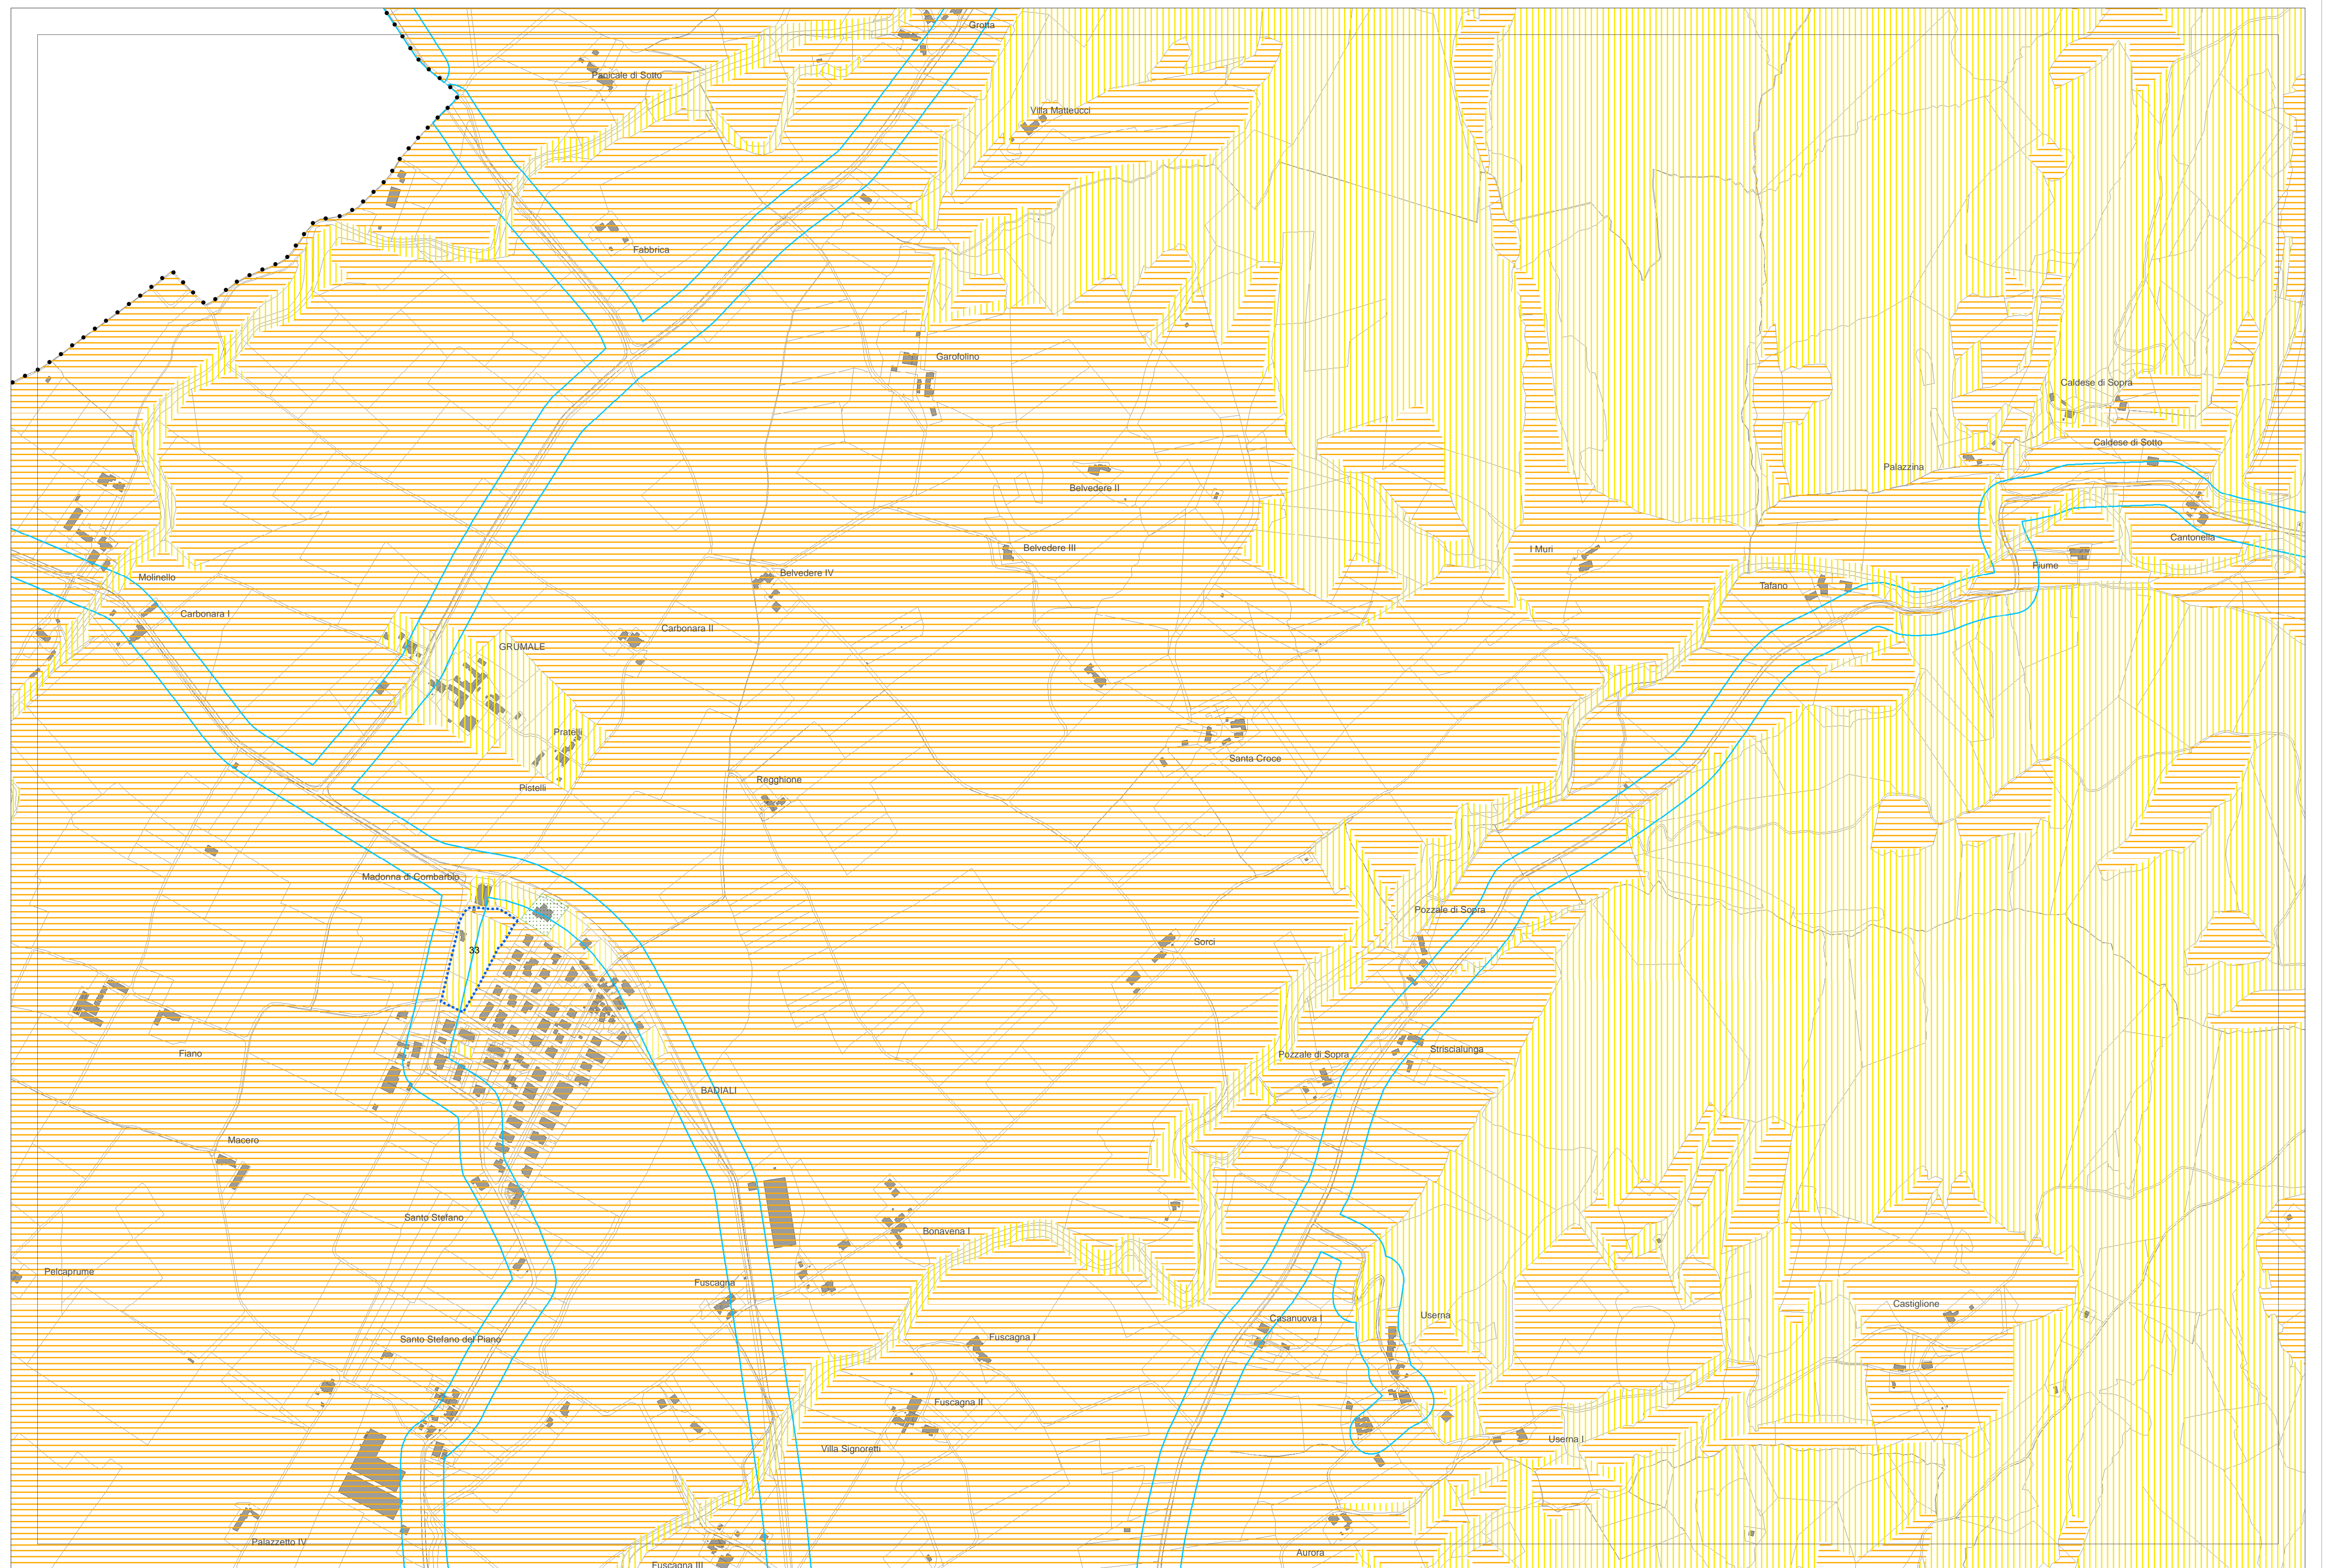 Grotta
Panicale di Sotto
Villa Matteucci
Fabbrica
Garofolino
Caldese di Sopra
Caldese di Sotto
Palazzina
Belvedere II
Cantonella
Belvedere III
I Muri
Fiume
Molinello
Belvedere IV
Tafano
Carbonara I
Carbonara II
GRUMALE
Pratelli
Santa Croce
Regghione
Pistelli
Madonna di Combarbio
Pozzale di Sopra
Sorci
33
Striscialunga
Fiano
Pozzale di Sopra
BADIALI
Macero
Santo Stefano
Bonavena I
Pelcaprume
Fuscagna
Castiglione
Userna
Casanuova I
Santo Stefano del Piano
Fuscagna I
Fuscagna II
Userna I
Villa Signoretti
Palazzetto IV
Aurora
Fuscagna III